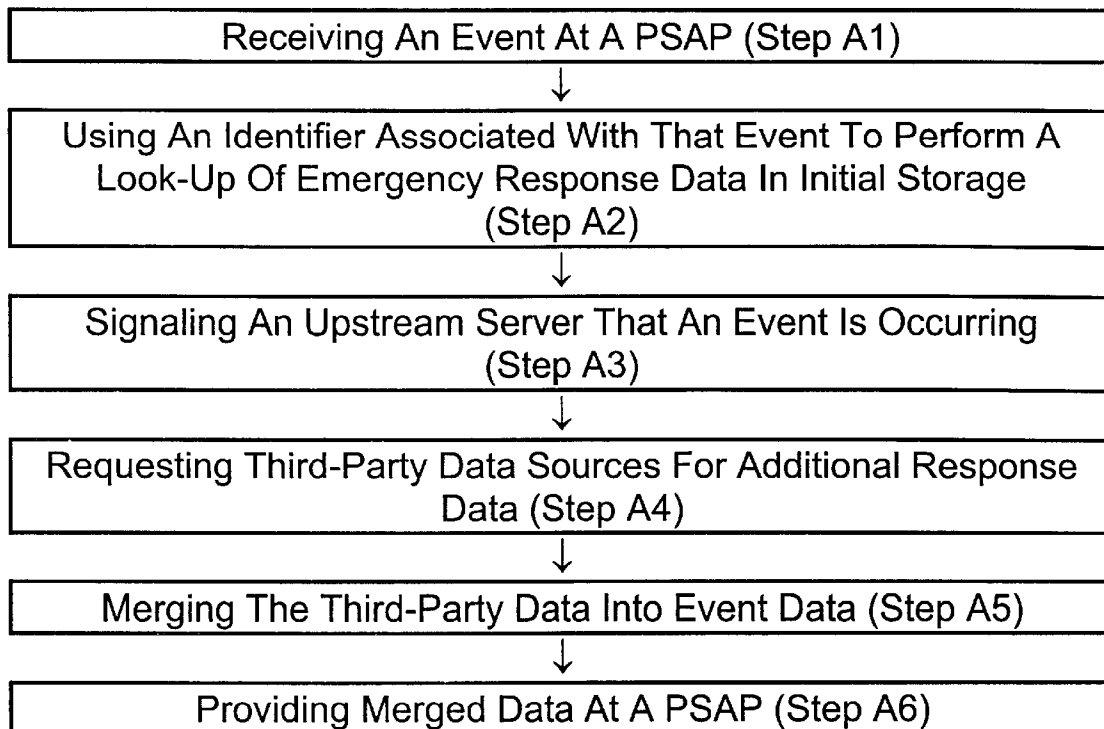 Receiving An Event At A PSAP (Step A1)
↓
Using An Identifier Associated With That Event To Perform A
Look-Up Of Emergency Response Data In Initial Storage
(Step A2)
↓
Signaling An Upstream Server That An Event Is Occurring
(Step A3)
↓
Requesting Third-Party Data Sources For Additional Response
Data (Step A4)
↓
Merging The Third-Party Data Into Event Data (Step A5)
↓
Providing Merged Data At A PSAP (Step A6)